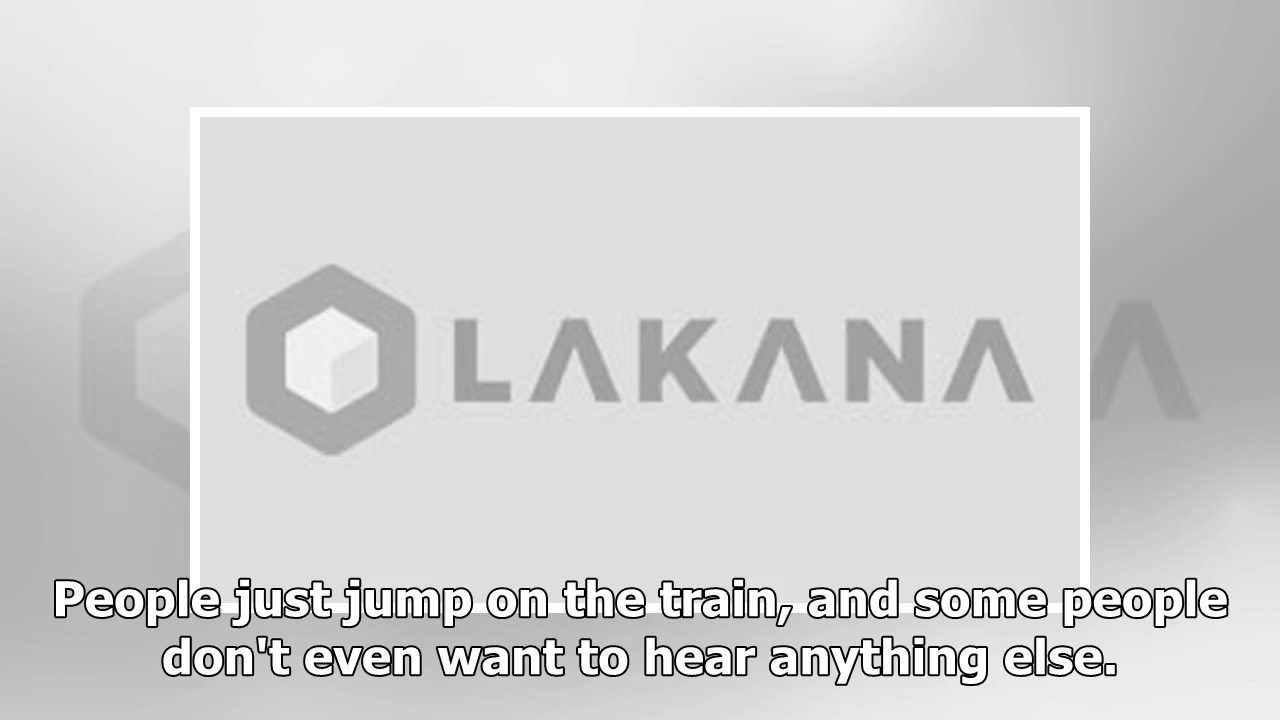 LAKANA
People just jump on the train, and some people
don't even want to hear anything else.